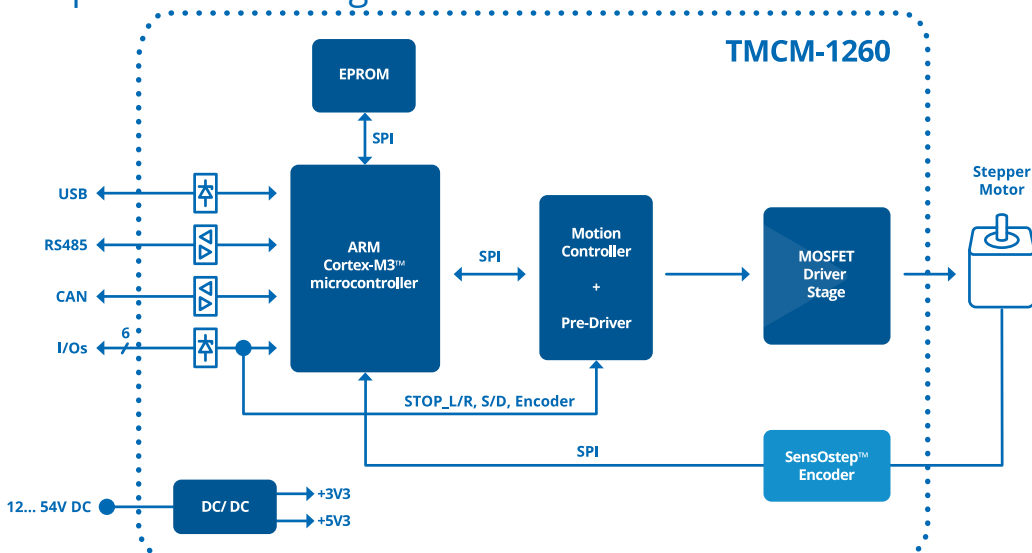 TMCM-1260
EPROM
SPI
USB
RS485
CAN
6
I/Os
ARM
Cortex-M3™
microcontroller
SPI
Motion
Controller
+
Pre-Driver
MOSFET
Driver
Stage
Stepper
Motor
STOP_L/R, S/D, Encoder
SPI
SensOstep™
Encoder
12... 54V DC
DC/ DC
+3V3
+5V3